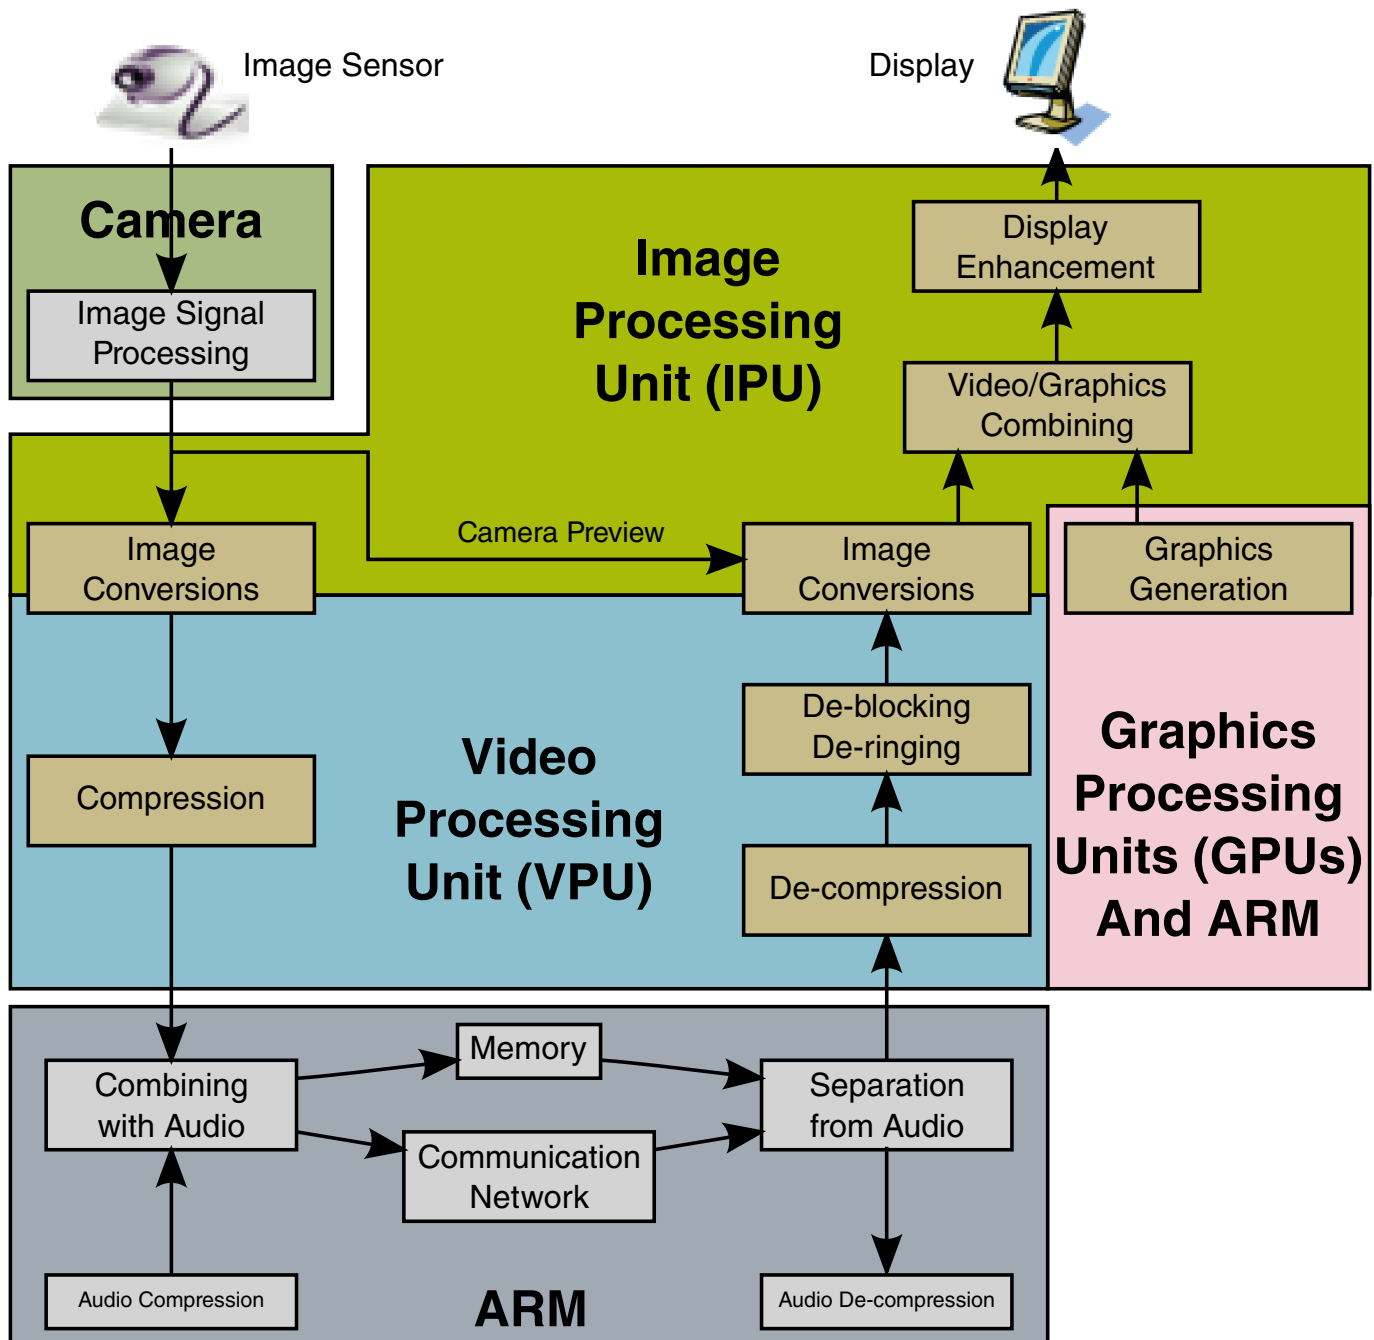 Image Sensor
Display
Camera
Image Signal
Processing
Image
Processing
Unit (IPU)
Display
Enhancement
Video/Graphics
Combining
Camera Preview
Image
Conversions
Image
Conversions
Graphics
Generation
Compression
Video
Processing
Unit (VPU)
De-blocking
De-ringing
De-compression
Graphics
Processing
Units (GPUs)
And ARM
Combining
with Audio
Memory
Communication
Network
Separation
from Audio
Audio Compression
ARM
Audio De-compression